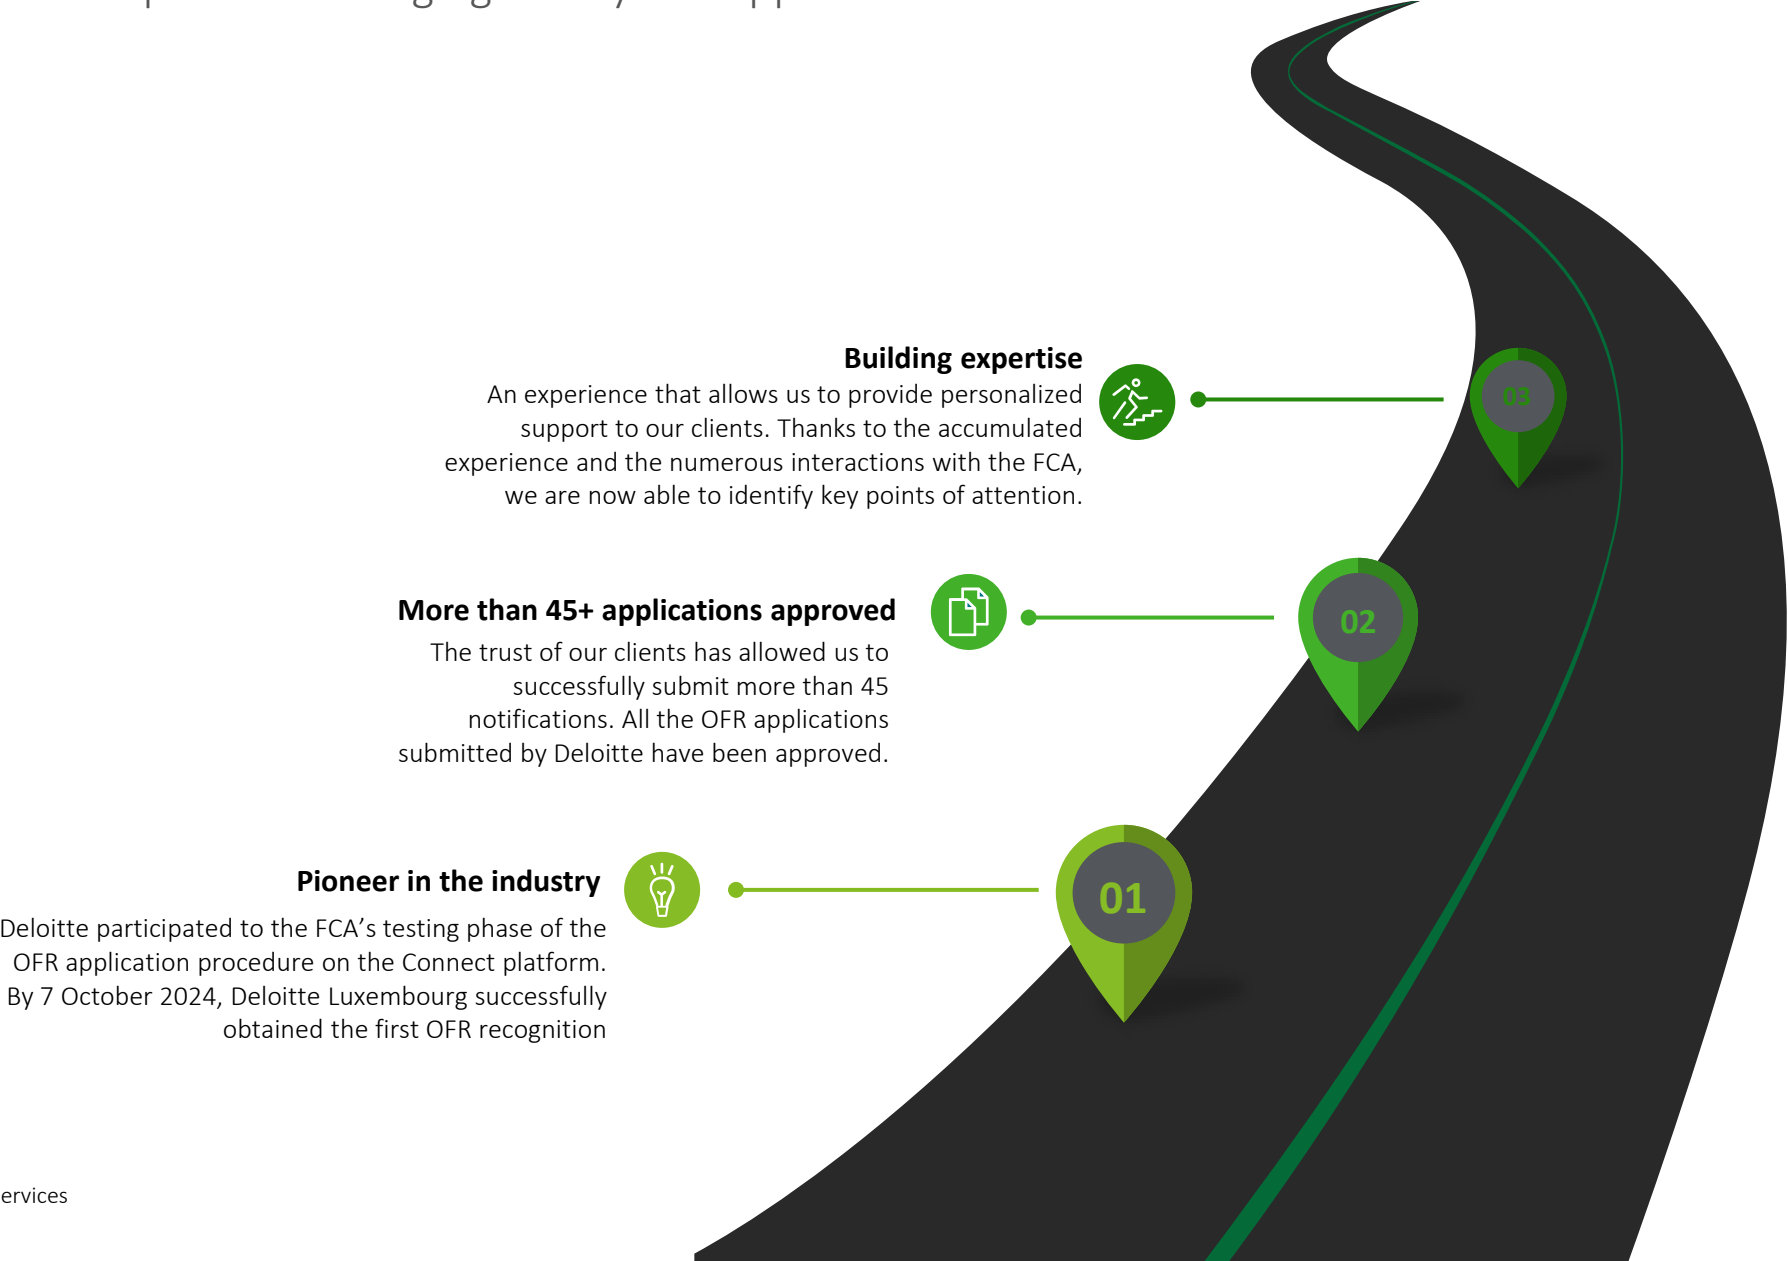 Building expertise
An experience that allows us to provide personalized
support to our clients. Thanks to the accumulated
experience and the numerous interactions with the FCA,
we are now able to identify key points of attention.
03
More than 45+ applications approved
The trust of our clients has allowed us to
successfully submit more than 45
notifications. All the OFR applications
submitted by Deloitte have been approved.
02
Pioneer in the industry
Deloitte participated to the FCA’s testing phase of the
OFR application procedure on the Connect platform.
By 7 October 2024, Deloitte Luxembourg successfully
obtained the first OFR recognition
01
ervices